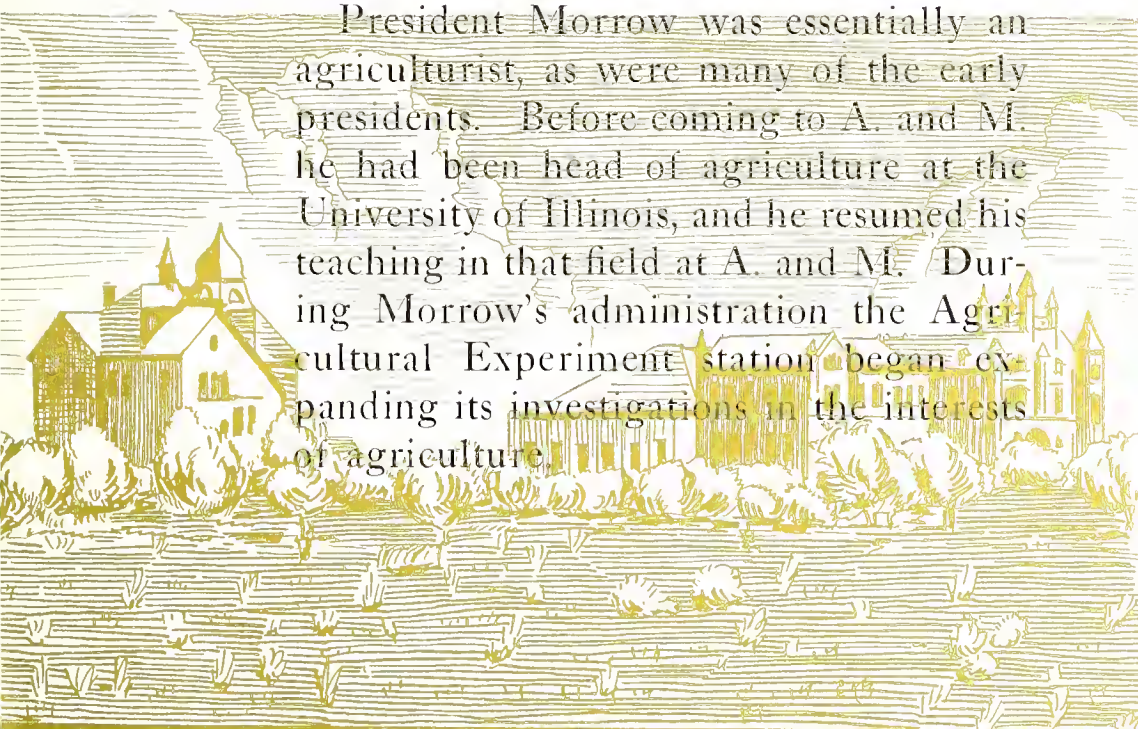 President Morrow was essentially an
agriculturist, as were many of the early
presidents. Before coming to A. and M.
he had been head of agriculture at the
University of Illinois, and he resumed his
teaching in that field at A. and M. Dur-
ing Morrow's administration the Agri-
cultural Experiment station began ex-
panding its investigations in the interests
of agriculture.